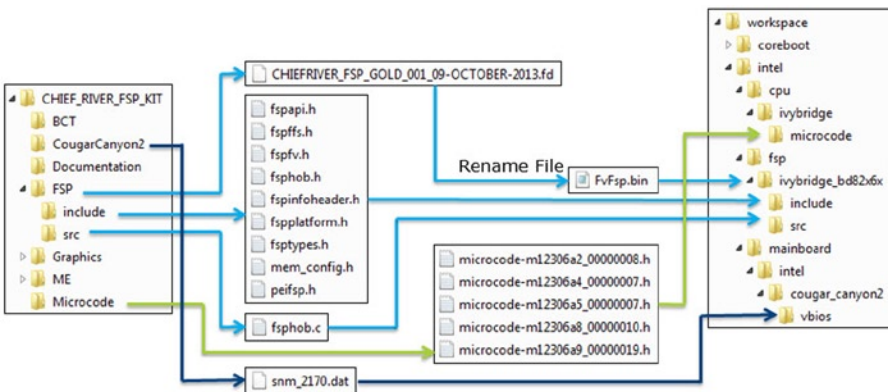 CHIEF_RIVER_FSP_KIT
BCT
CougarCanyon2
Documentation
FSP
include
src
Graphics
ME
Microcode
CHIEFRIVER_FSP_GOLD_001_09-OCTOBER-2013.fd
fspapi.h
fspffs.h
fspfv.h
fsphob.h
fspinfoheader.h
fspplatform.h
fsptypes.h
mem_config.h
peifsp.h
fsphob.c
snm_2170.dat
Rename File
FvFsp.bin
microcode-m12306a2_00000008.h
microcode-m12306a4_00000007.h
microcode-m12306a5_00000007.h
microcode-m12306a8_00000010.h
microcode-m12306a9_00000019.h
workspace
coreboot
intel
cpu
ivybridge
microcode
fsp
ivybridge_bd82x6x
include
src
mainboard
intel
cougar_canyon2
vbios